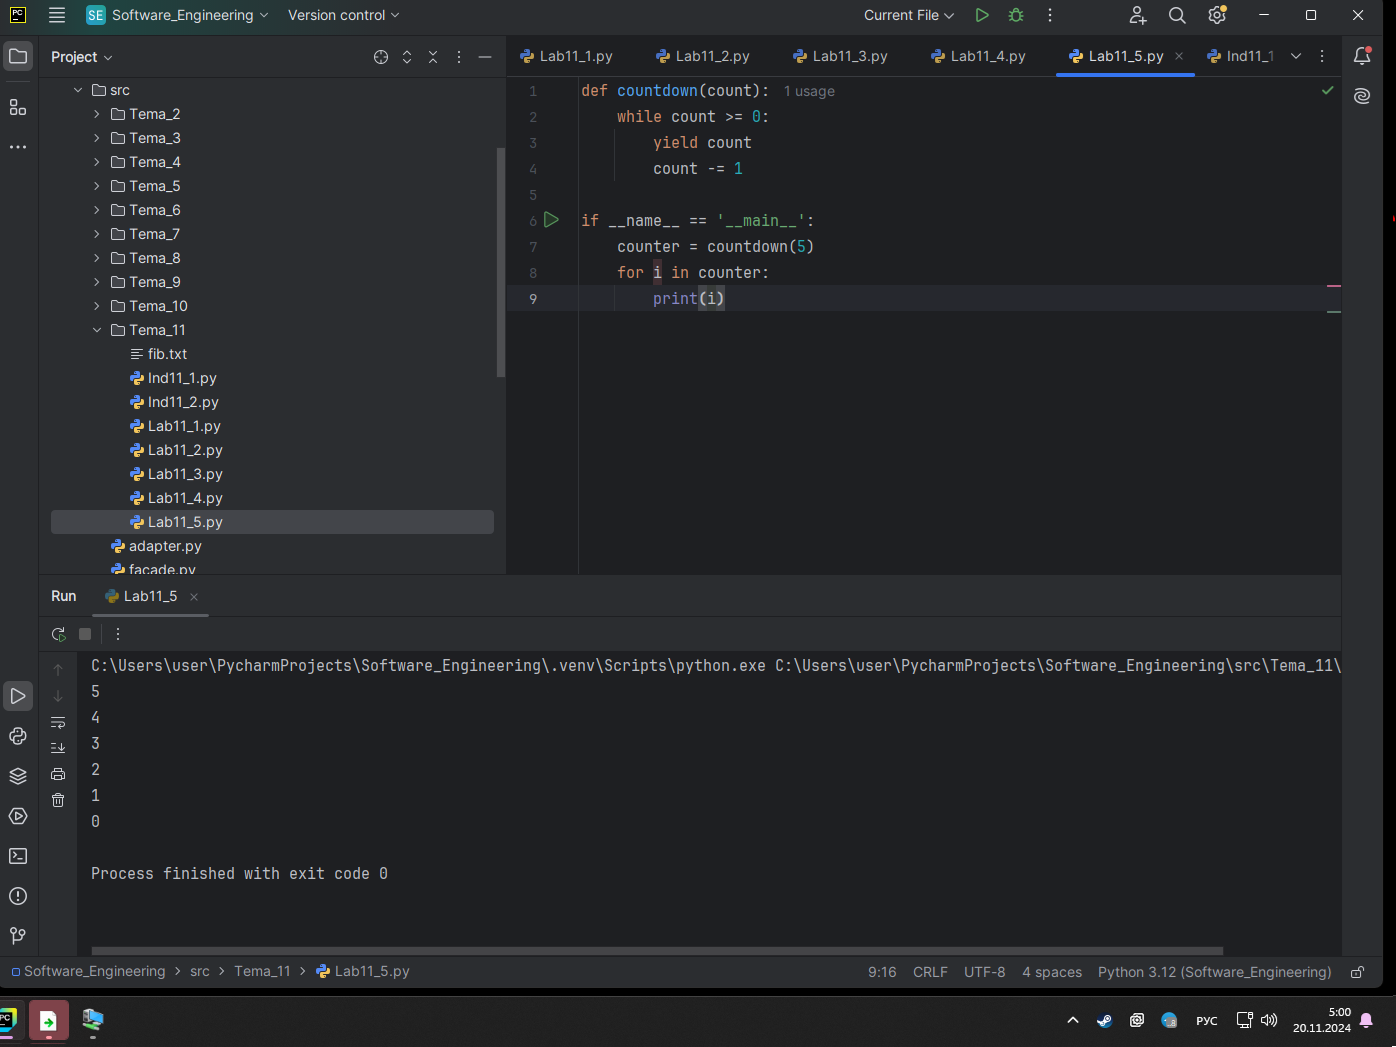 PC SE Software_Engineering Version control Current File
Project
Lab11_1.py Lab11_2.py Lab11_3.py Lab11_4.py Lab11_5.py Ind11_1
src
Tema_2
Tema_3
Tema_4
Tema_5
Tema_6
Tema_7
Tema_8
Tema_9
Tema_10
Tema_11
fib.txt
Ind11_1.py
Ind11_2.py
Lab11_1.py
Lab11_2.py
Lab11_3.py
Lab11_4.py
Lab11_5.py
adapter.py
facade.py
1 def countdown(count): 1 usage
2     while count >= 0:
3         yield count
4         count -= 1
5
6 if __name__ == '__main__':
7     counter = countdown(5)
8     for i in counter:
9         print(i)
Run Lab11_5
C:\Users\user\PycharmProjects\Software_Engineering\.venv\Scripts\python.exe C:\Users\user\PycharmProjects\Software_Engineering\src\Tema_11\
5
4
3
2
1
0
Process finished with exit code 0
Software_Engineering > src > Tema_11 > Lab11_5.py 9:16 CRLF UTF-8 4 spaces Python 3.12 (Software_Engineering)
PC РУС 5:00
20.11.2024